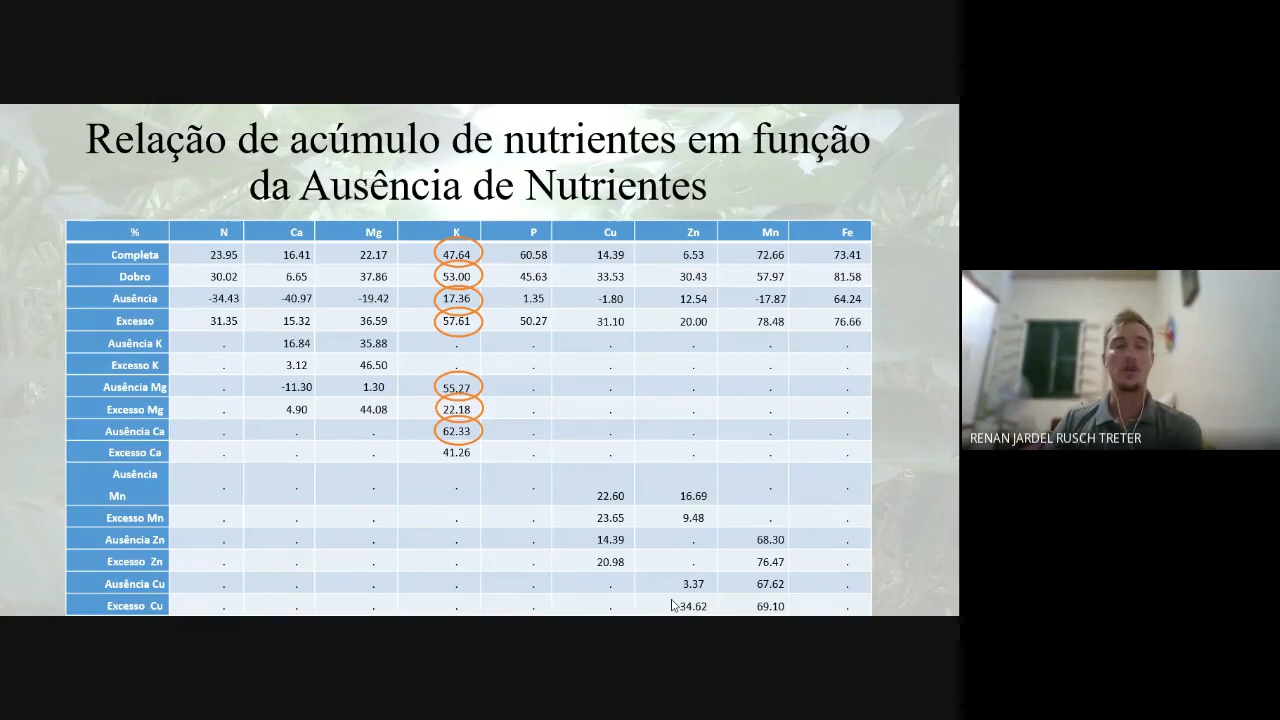 Relação de acúmulo de nutrientes em função
da Ausência de Nutrientes
% N Ca Mg K P Cu Zn Mn Fe
Completa 23.95 16.41 22.17 47.64 60.58 14.39 6.53 72.66 73.41
Dobro 30.02 6.65 37.86 53.00 45.63 33.53 30.43 57.97 81.58
Ausência -34.43 -40.97 -19.42 17.36 1.35 -1.80 12.54 -17.87 64.24
Excesso 31.35 15.32 36.59 57.61 50.27 31.10 20.00 78.48 76.66
Ausência K . 16.84 35.88 . . . . . .
Excesso K . 3.12 46.50 . . . . . .
Ausência Mg . -11.30 1.30 55.27 . . . . .
Excesso Mg . 4.90 44.08 22.18 . . . . .
Ausência Ca . . . 62.33 . . . . .
Excesso Ca . . . 41.26 . . . . .
Ausência
Mn . . . . . 22.60 16.69 . .
Excesso Mn . . . . . 23.65 9.48 . .
Ausência Zn . . . . . 14.39 . 68.30 .
Excesso Zn . . . . . 20.98 . 76.47 .
Ausência Cu . . . . . . 3.37 67.62 .
Excesso Cu . . . . . . 34.62 69.10 .
RENAN JARDEL RUSCH TRETER